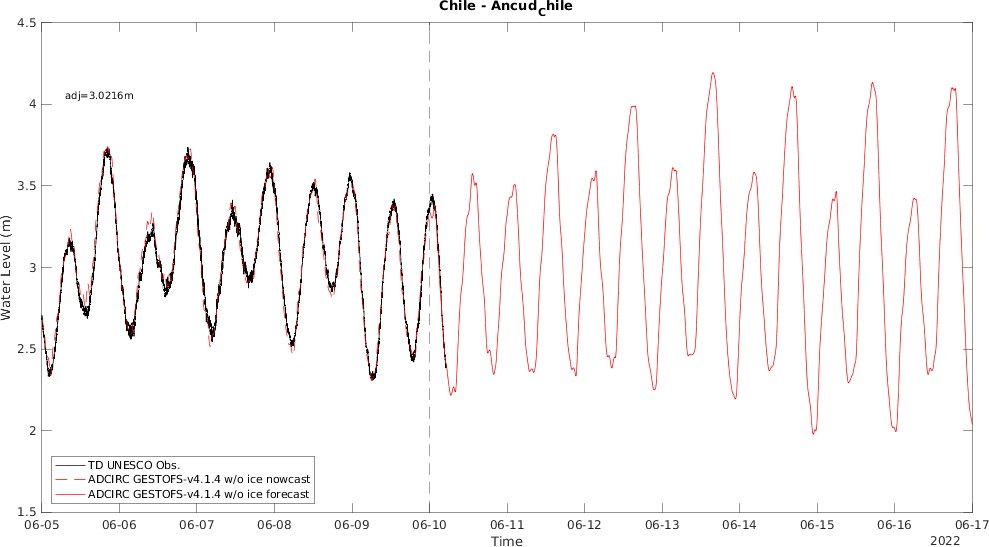 Chile - Ancud_Chile
4.5
adj=3.0216m
4
3.5
3
2.5
2
1.5
Water Level (m)
TD UNESCO Obs.
ADCIRC GESTOFS-v4.1.4 w/o ice nowcast
ADCIRC GESTOFS-v4.1.4 w/o ice forecast
06-05 06-06 06-07 06-08 06-09 06-10 06-11 06-12 06-13 06-14 06-15 06-16 06-17
Time
2022